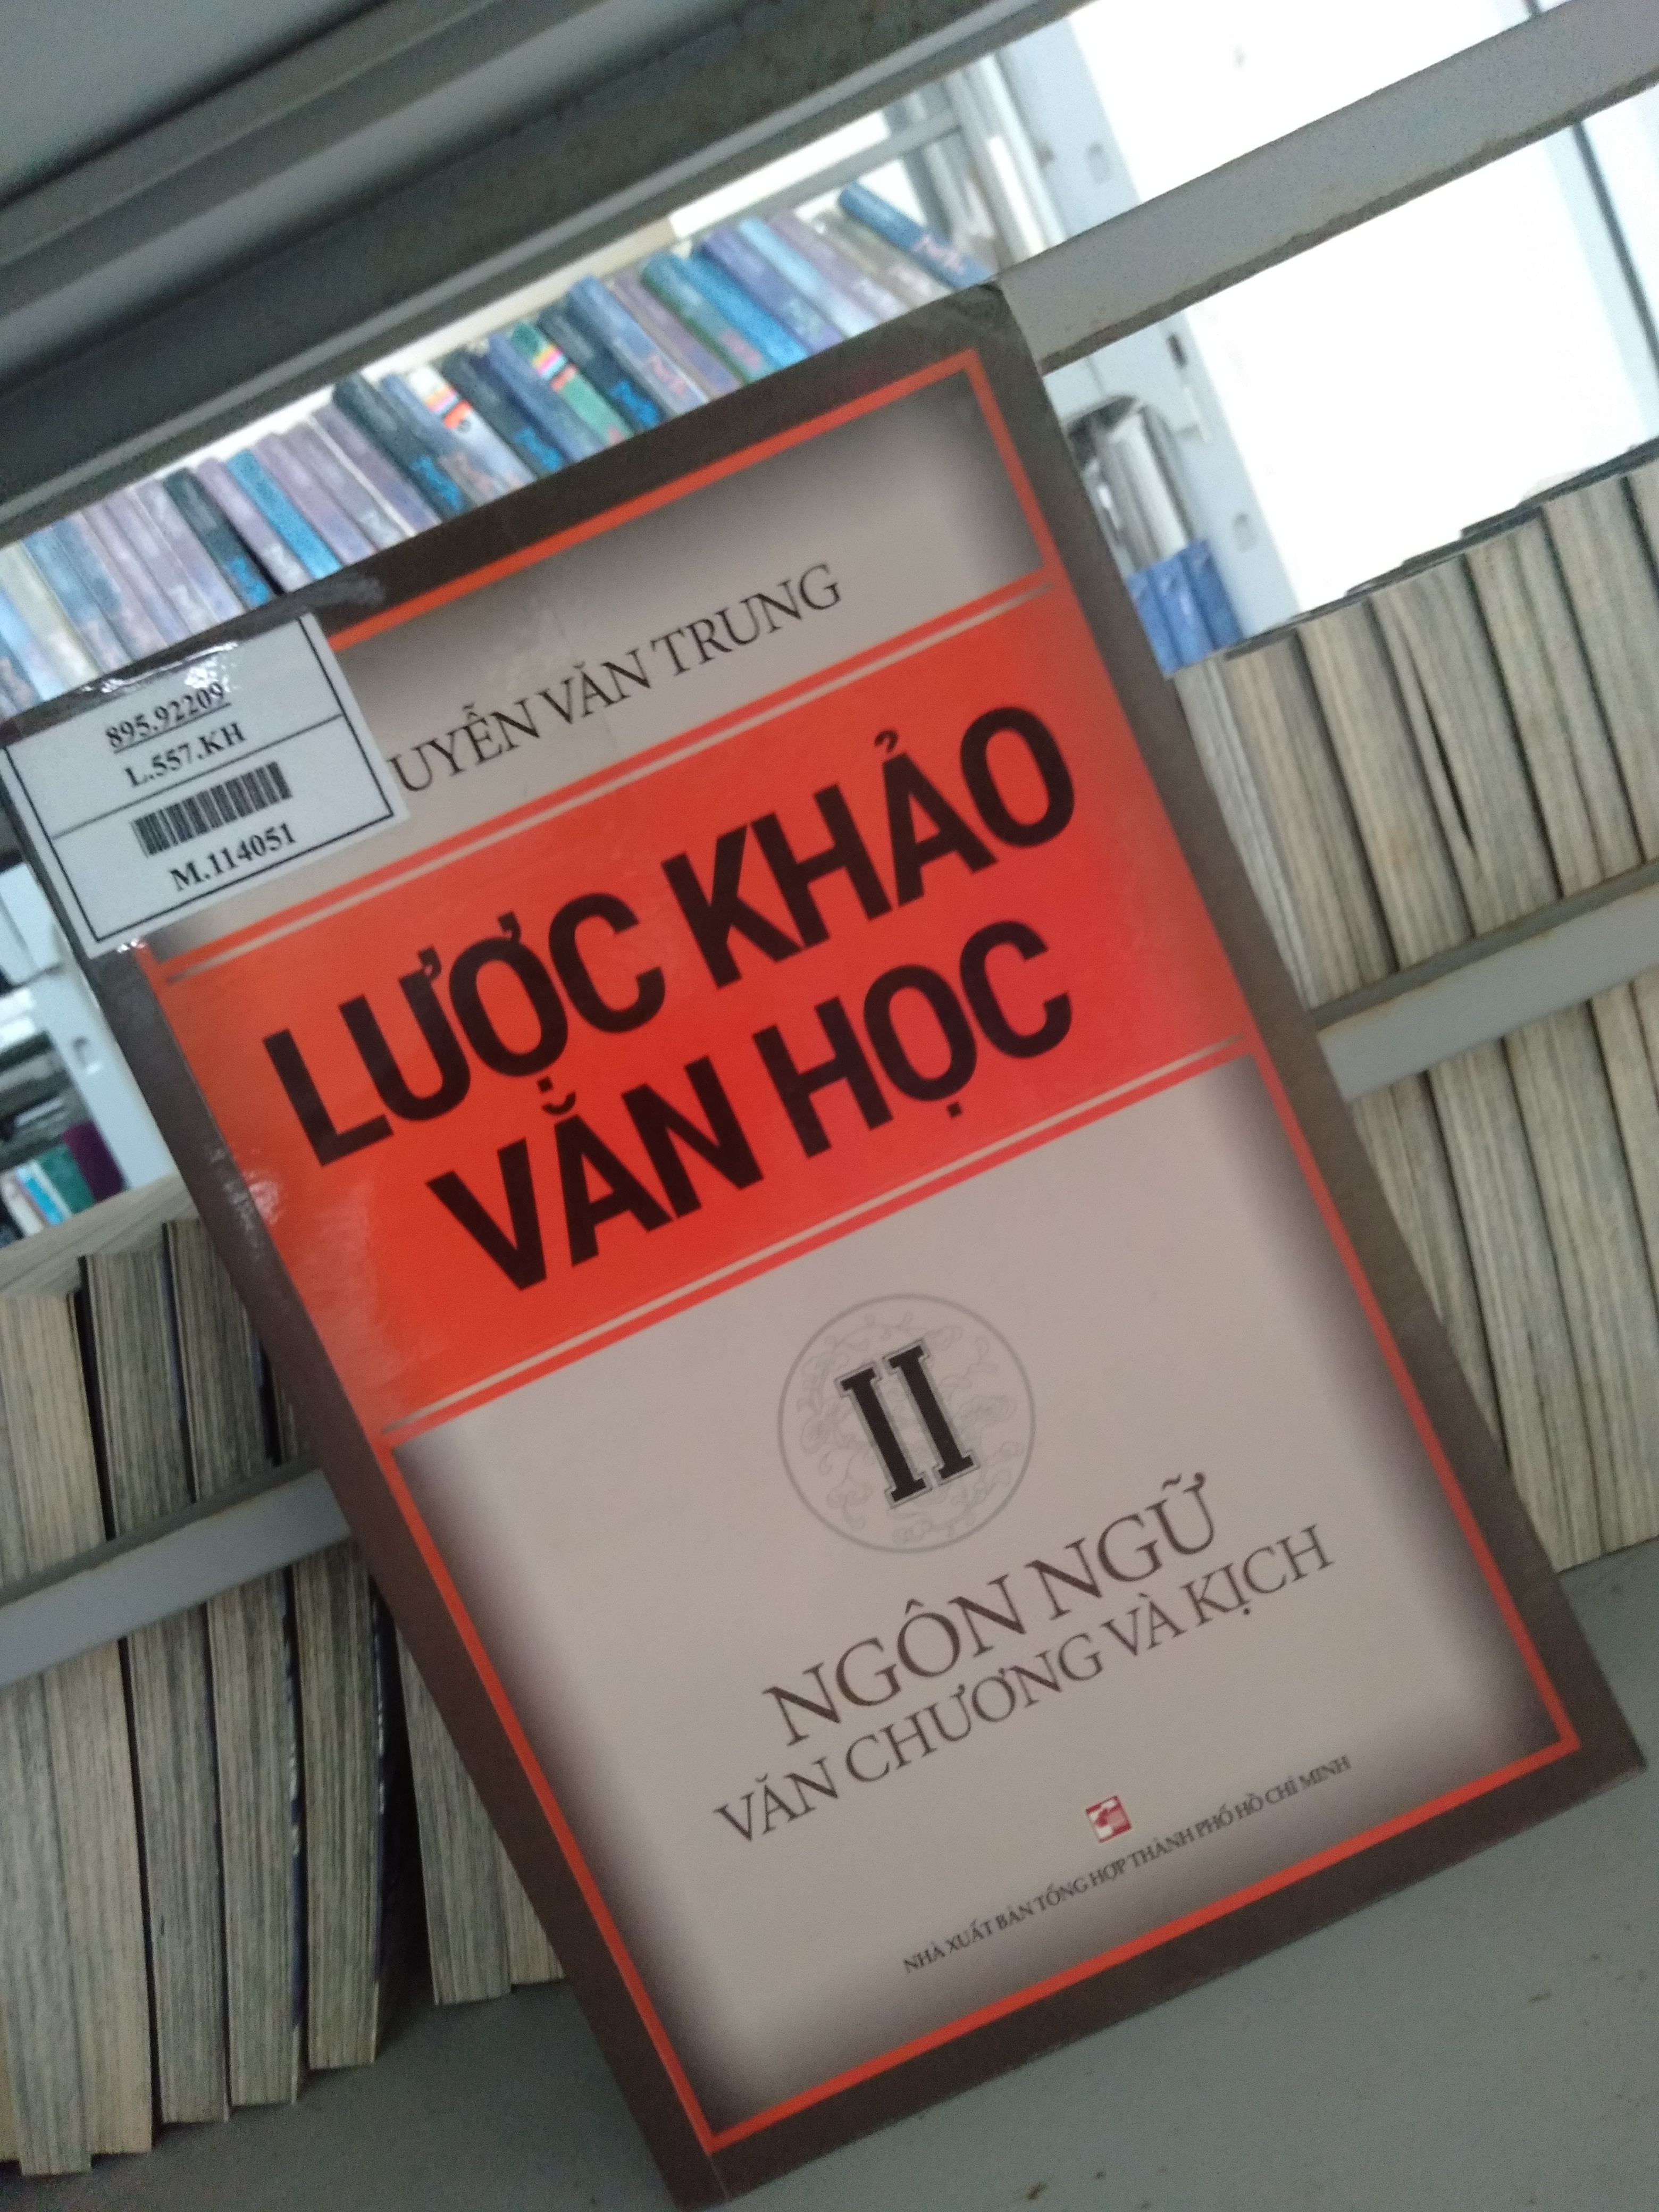 895.92209
L.557.KH
M.114051
UYỄN VĂN TRUNG
LƯỢC KHẢO
VĂN HỌC
II
NGÔN NGỮ
VĂN CHƯƠNG VÀ KỊCH
NHÀ XUẤT BẢN TỔNG HỢP THÀNH PHỐ HỒ CHÍ MINH